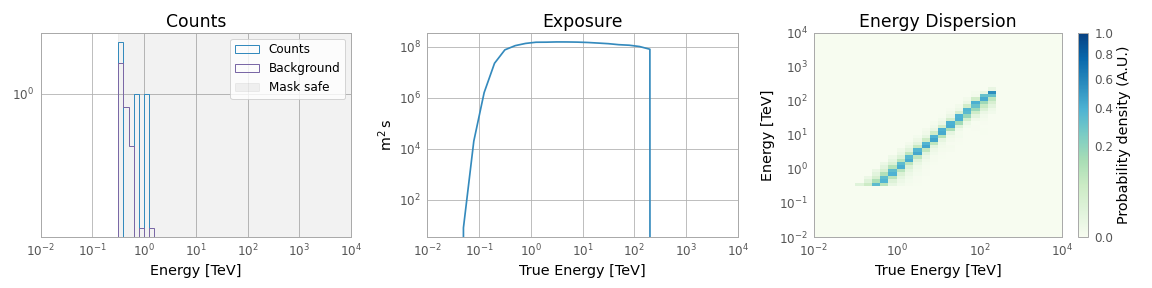 Counts
Counts
Background
Mask safe
10^0
10^-2 10^-1 10^0 10^1 10^2 10^3 10^4
Energy [TeV]
Exposure
m^2 s
10^8
10^6
10^4
10^2
10^-2 10^-1 10^0 10^1 10^2 10^3 10^4
True Energy [TeV]
Energy Dispersion
Energy [TeV]
10^4
10^3
10^2
10^1
10^0
10^-1
10^-2
10^-2 10^0 10^2 10^4
True Energy [TeV]
1.0
0.8
0.6
0.4
0.2
0.0
Probability density (A.U.)